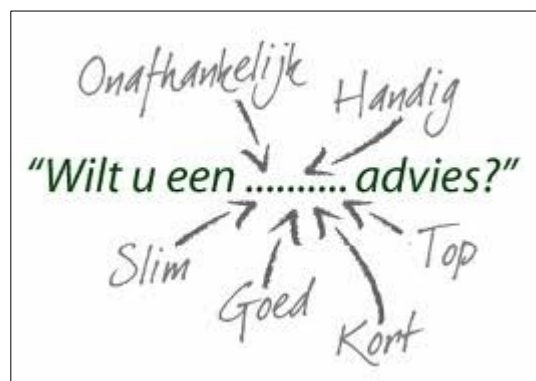 Onafhankelijk
Handig
"Wilt u een .......... advies?"
Slim
Goed
Kort
Top